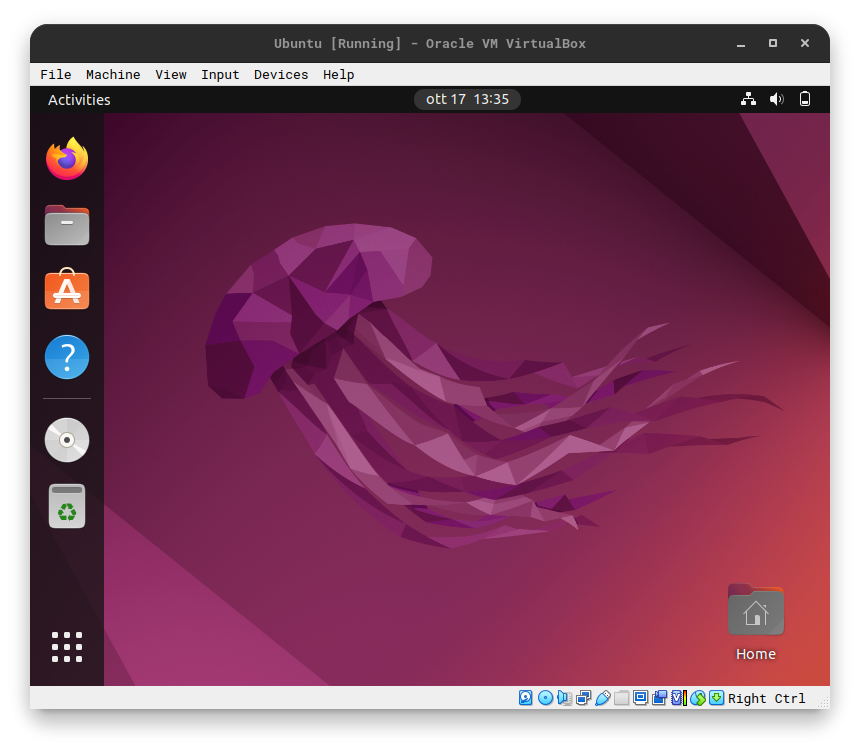 Ubuntu [Running] - Oracle VM VirtualBox
File Machine View Input Devices Help
Activities ott 17 13:35
Home
Right Ctrl